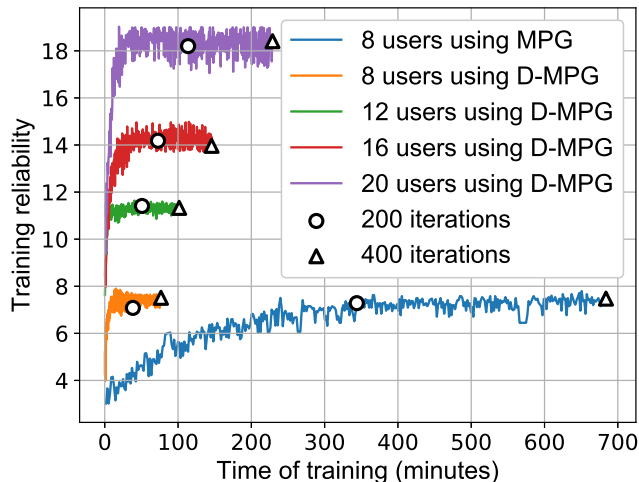 8 users using MPG
8 users using D-MPG
12 users using D-MPG
16 users using D-MPG
20 users using D-MPG
200 iterations
400 iterations
Training reliability
18
16
14
12
10
8
6
4
0 100 200 300 400 500 600 700
Time of training (minutes)